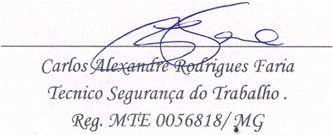 Carlos Alexandre Rodrigues Faria
Tecnico Segurança do Trabalho .
Reg. MTE 0056818/ MG